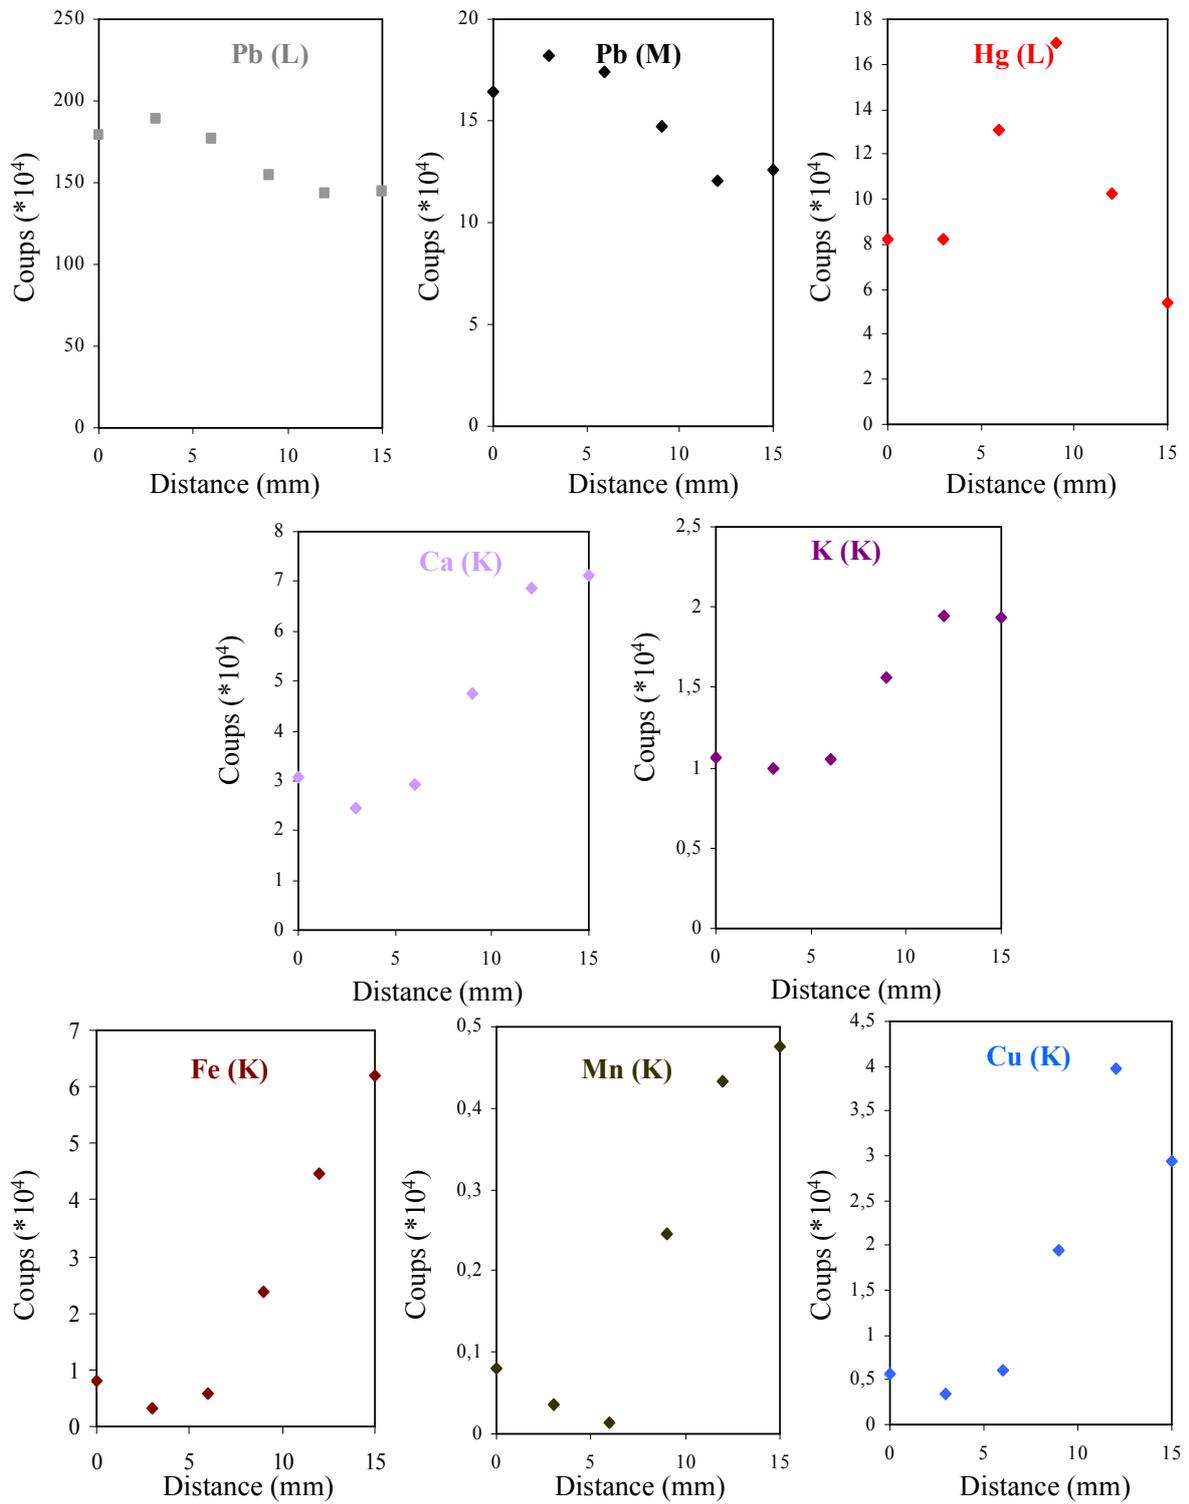 Pb (L)
250
200
150
100
50
0
Coups (*10⁴)
0 5 10 15
Distance (mm)
Pb (M)
20
15
10
5
0
Coups (*10⁴)
0 5 10 15
Distance (mm)
Hg (L)
18
16
14
12
10
8
6
4
2
0
Coups (*10⁴)
0 5 10 15
Distance (mm)
Ca (K)
8
7
6
5
4
3
2
1
0
Coups (*10⁴)
0 5 10 15
Distance (mm)
K (K)
2,5
2
1,5
1
0,5
0
Coups (*10⁴)
0 5 10 15
Distance (mm)
Fe (K)
7
6
5
4
3
2
1
0
Coups (*10⁴)
0 5 10 15
Distance (mm)
Mn (K)
0,5
0,4
0,3
0,2
0,1
0
Coups (*10⁴)
0 5 10 15
Distance (mm)
Cu (K)
4,5
4
3,5
3
2,5
2
1,5
1
0,5
0
Coups (*10⁴)
0 5 10 15
Distance (mm)